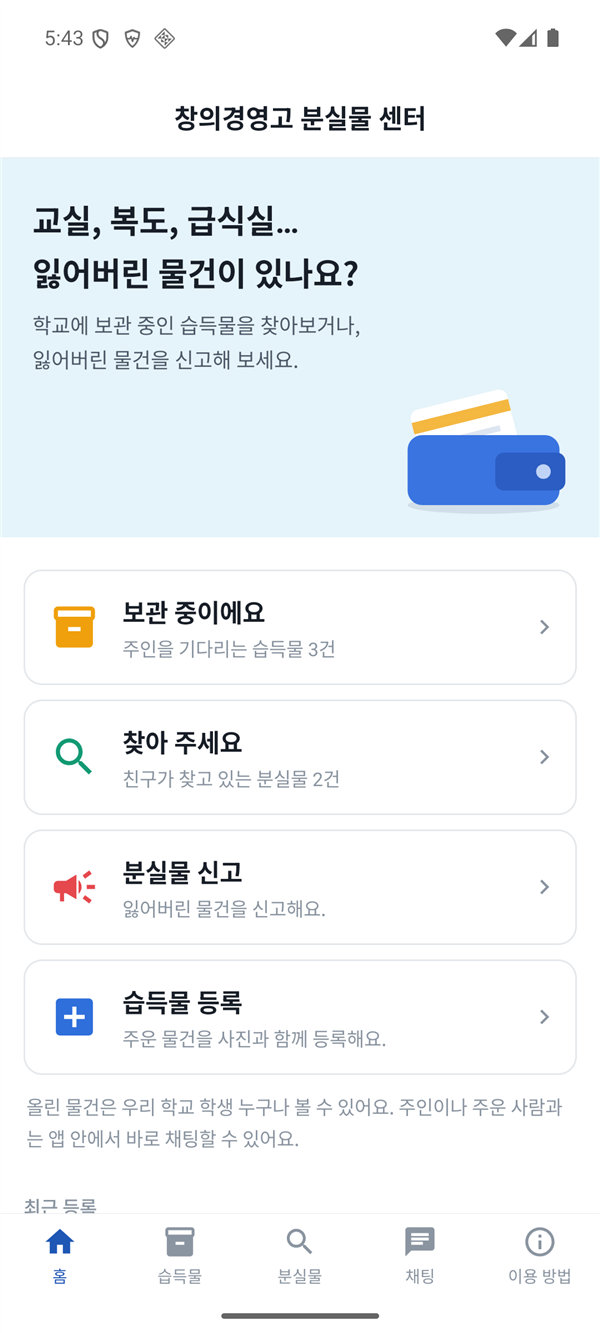 5:43
창의경영고 분실물 센터
교실, 복도, 급식실...
잃어버린 물건이 있나요?
학교에 보관 중인 습득물을 찾아보거나,
잃어버린 물건을 신고해 보세요.
보관 중이에요
주인을 기다리는 습득물 3건
찾아 주세요
친구가 찾고 있는 분실물 2건
분실물 신고
잃어버린 물건을 신고해요.
습득물 등록
주운 물건을 사진과 함께 등록해요.
올린 물건은 우리 학교 학생 누구나 볼 수 있어요. 주인이나 주운 사람과
는 앱 안에서 바로 채팅할 수 있어요.
최근 등록
홈
습득물
분실물
채팅
이용 방법